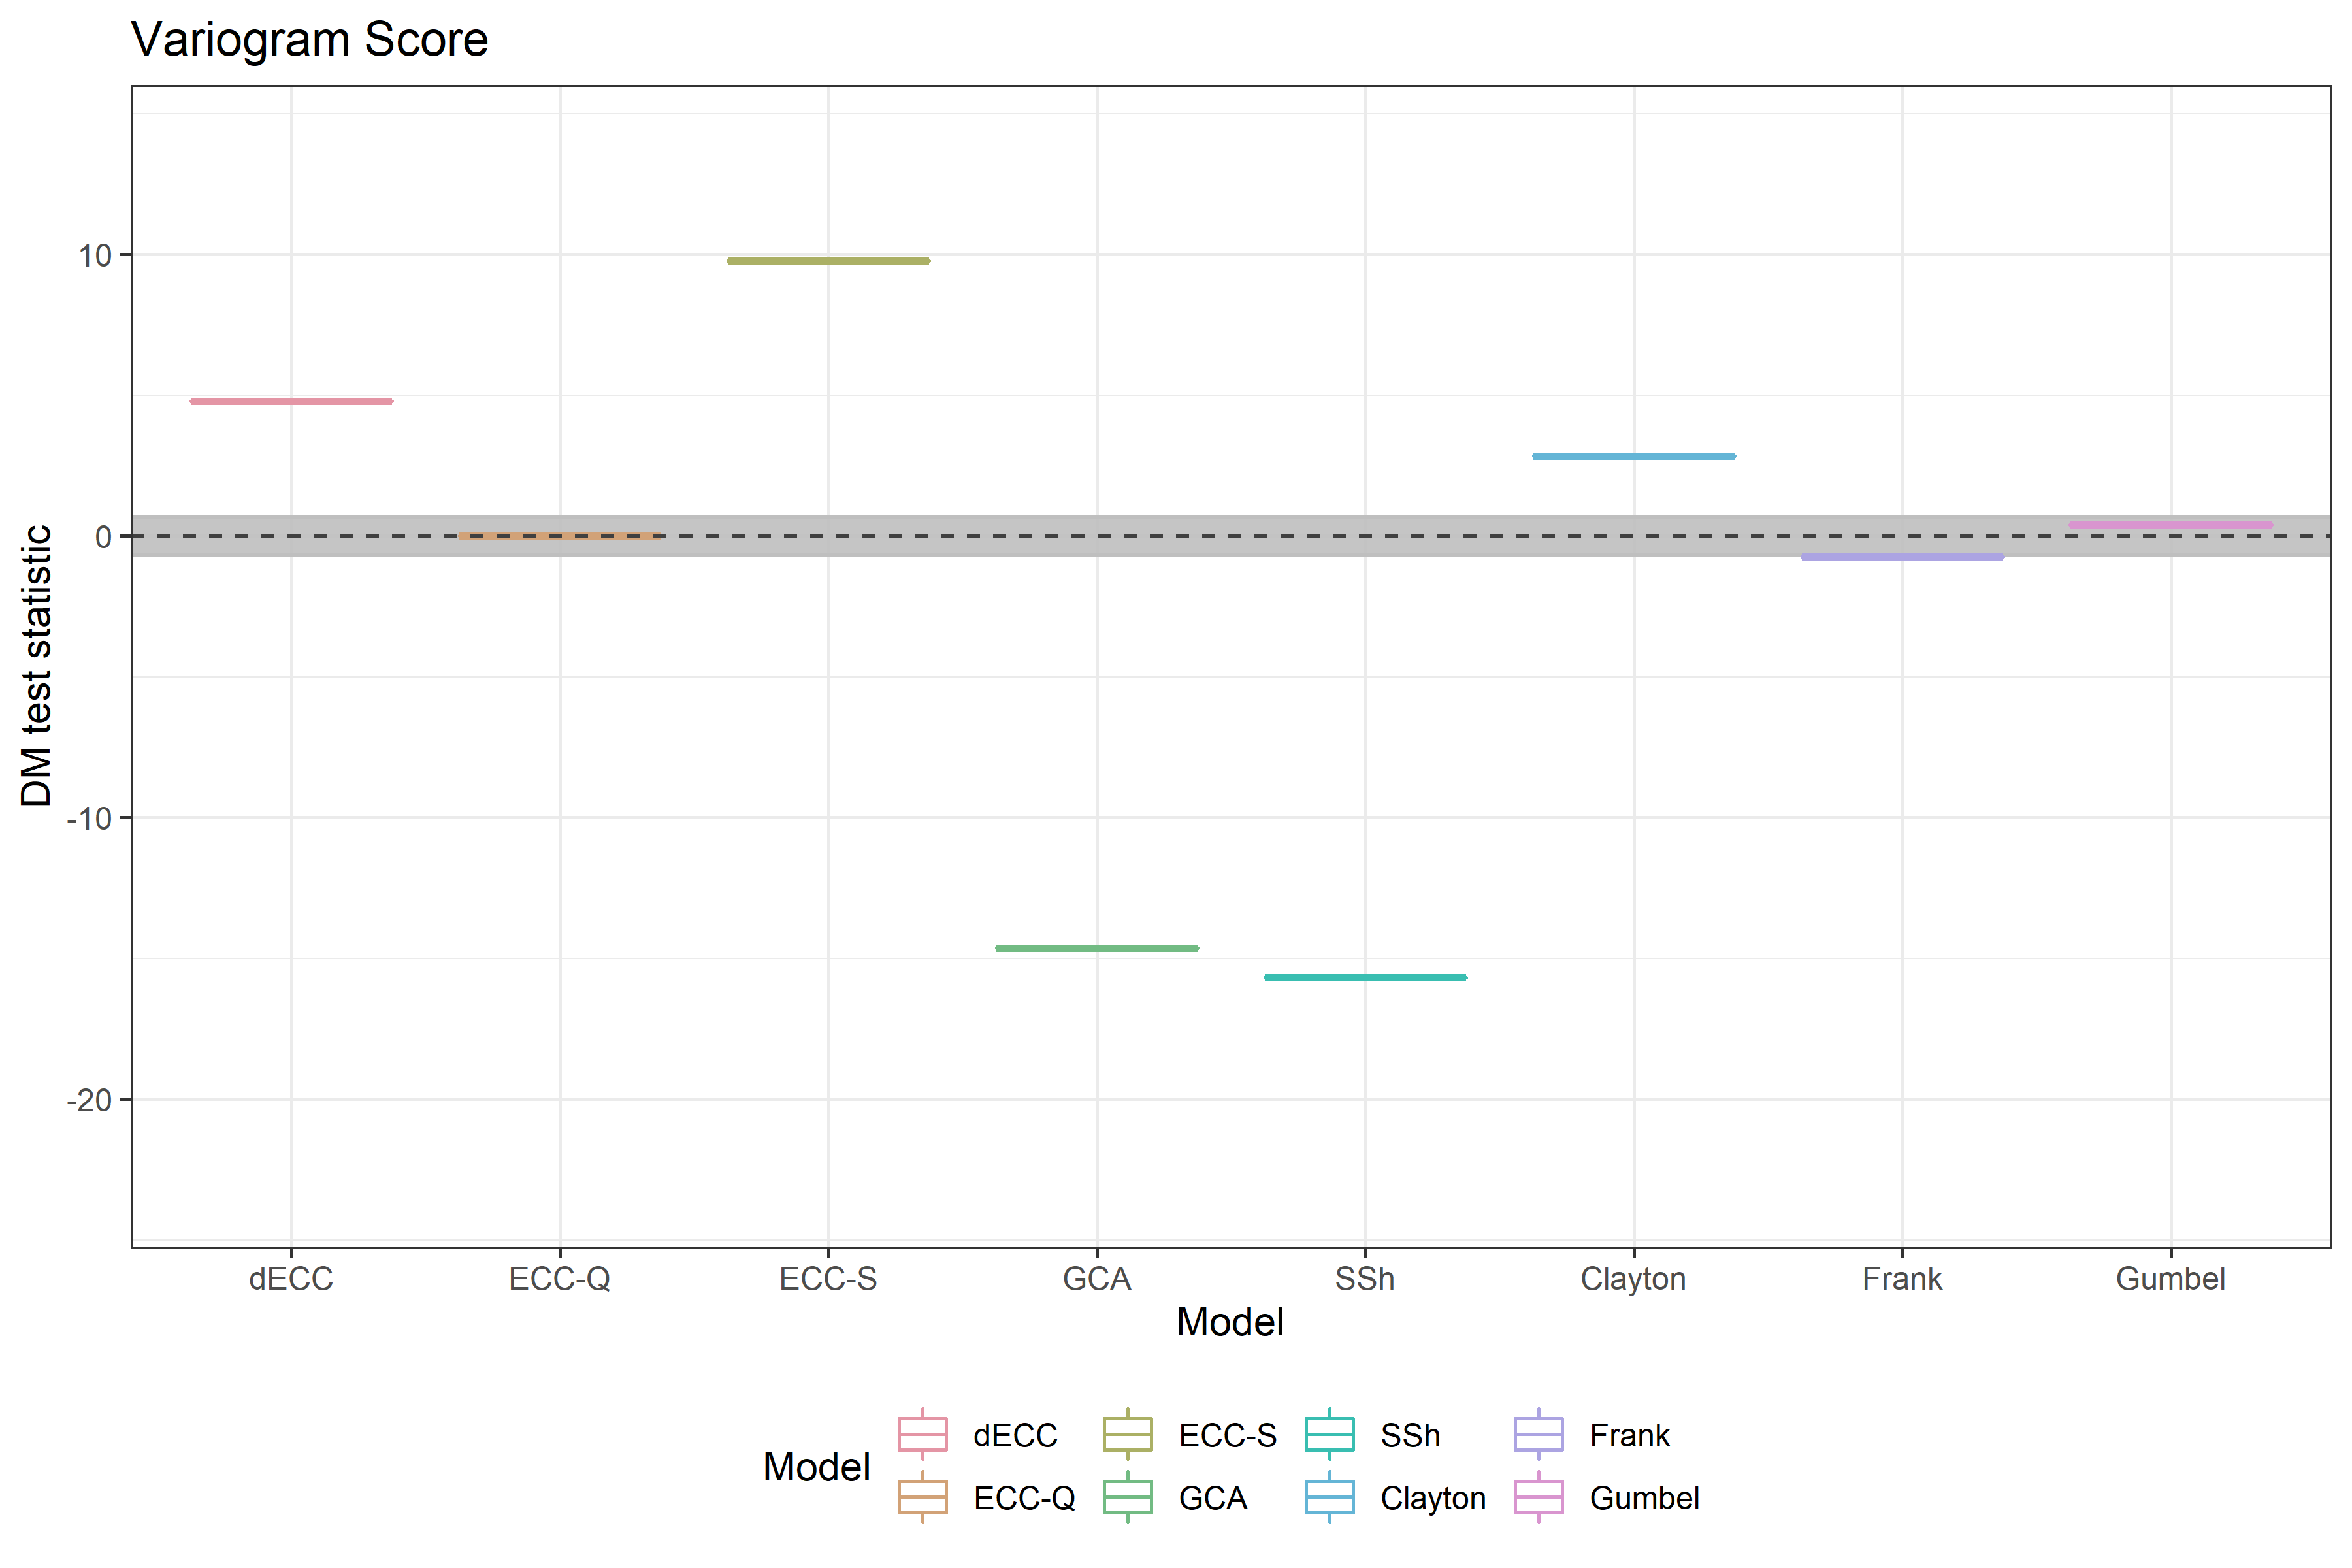 Variogram Score
DM test statistic
10
0
-10
-20
dECC ECC-Q ECC-S GCA SSh Clayton Frank Gumbel
Model
Model
dECC ECC-S SSh Frank
ECC-Q GCA Clayton Gumbel